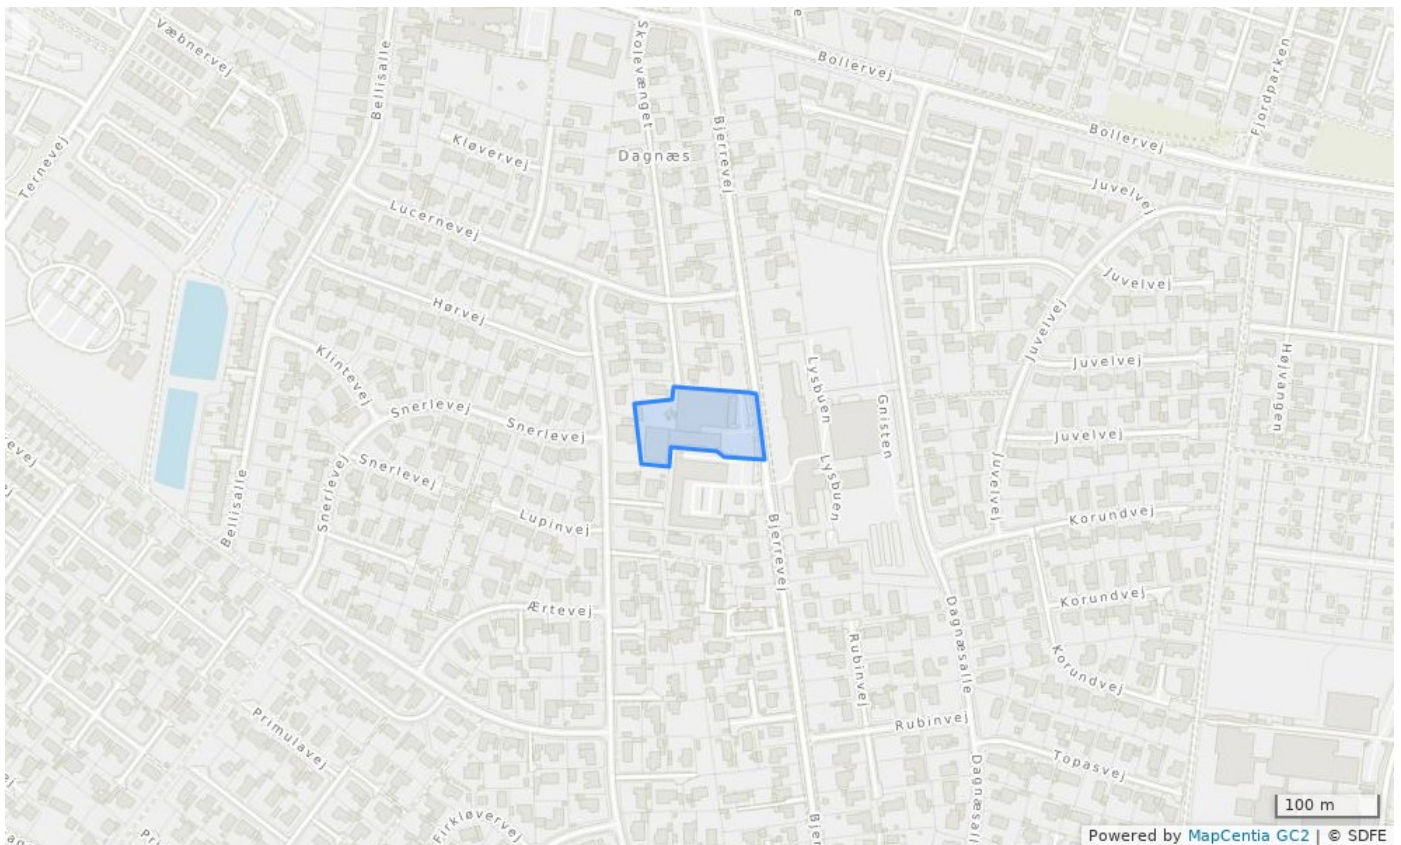 Væbnervej
Bellisalle
Skolevænget
Bollervej
Fjordparken
Bjerrevej
Bollervej
Kløvervej
Dagnæs
Ternevej
Juvelvej
Lucernevej
Juvelvej
Hørvej
Juvelvej
Klintevej
Lysbuen
Juvelvej
Højvangen
Snerlevej
Snerlevej
Gnisten
Juvelvej
Snerlevej
Snerlevej
Lysbuen
Juvelvej
Bellisalle
Lupinvej
Korundvej
Bjerrevej
Ærtevej
Korundvej
Dagnæsalle
Rubinvej
Korundvej
Primulavej
Rubinvej
Topasvej
Dagnæsall
Firkløvervej
Bjer
100 m
Powered by MapCentia GC2 | © SDFE